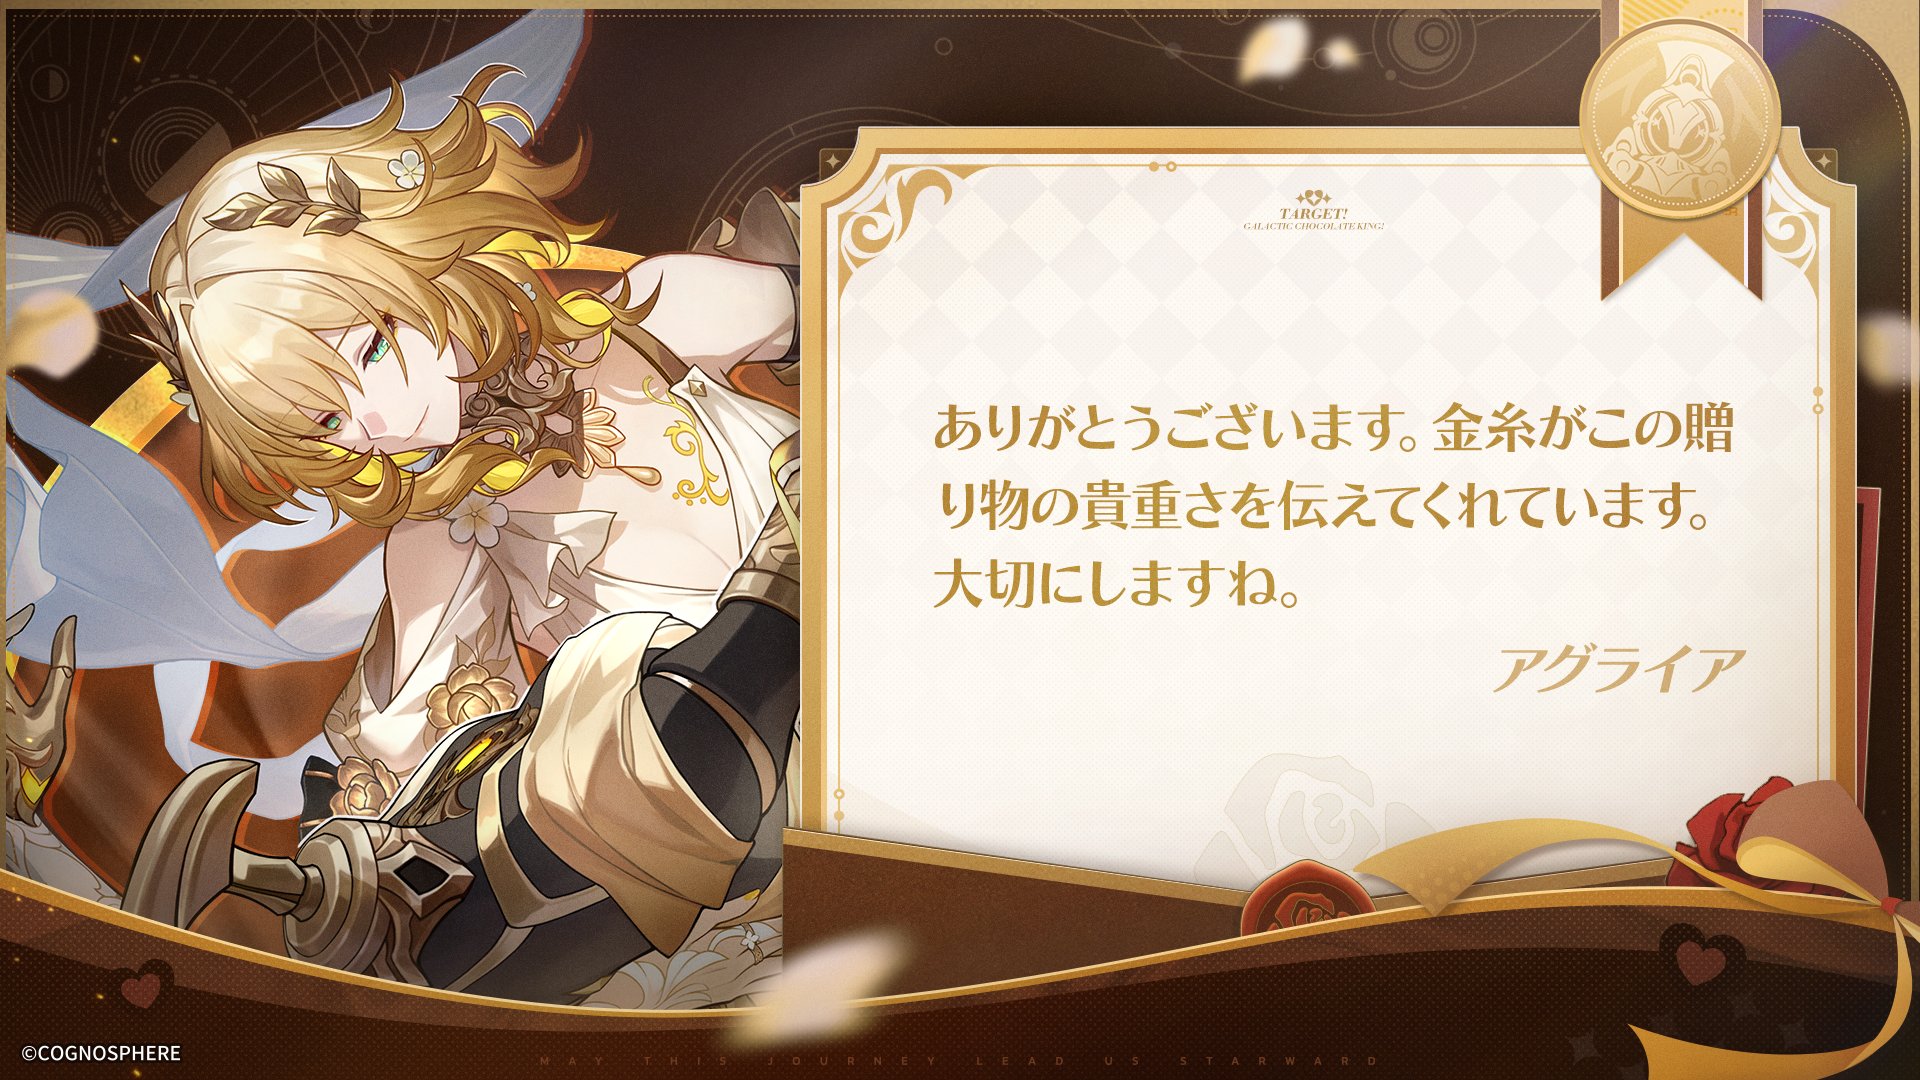 TARGET!
GALACTIC CHOCOLATE KING!
ありがとうございます。金糸がこの贈
り物の貴重さを伝えてくれています。
大切にしますね。
アグライア
©COGNOSPHERE
MAY THIS JOURNEY LEAD US STARWARD